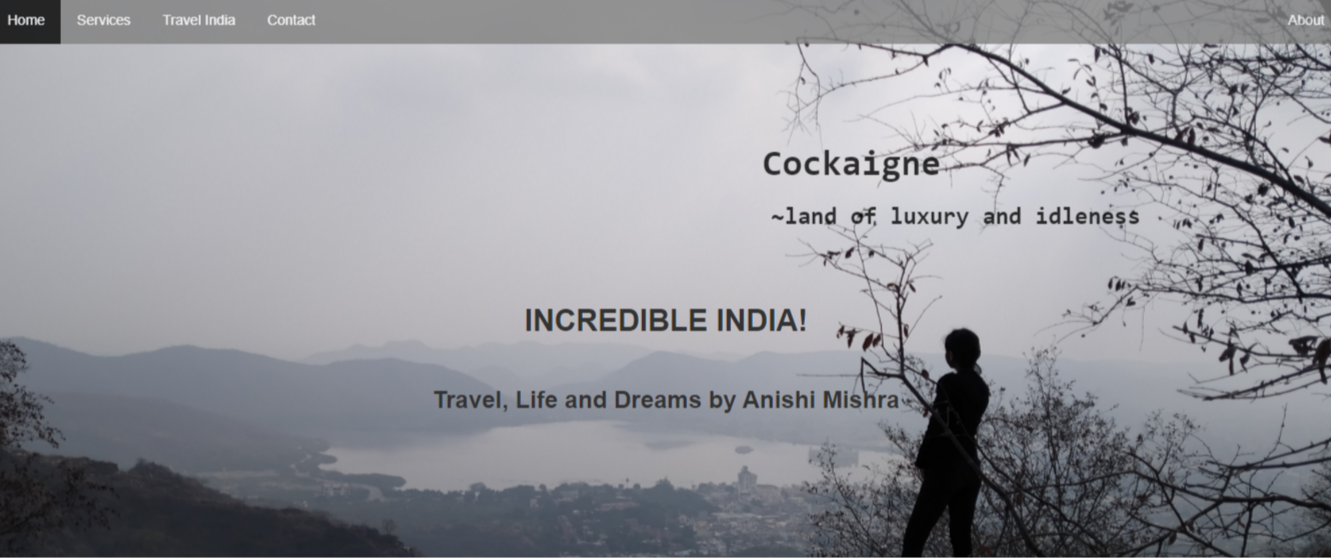 Home Services Travel India Contact About
Cockaigne
~land of luxury and idleness
INCREDIBLE INDIA!
Travel, Life and Dreams by Anishi Mishra